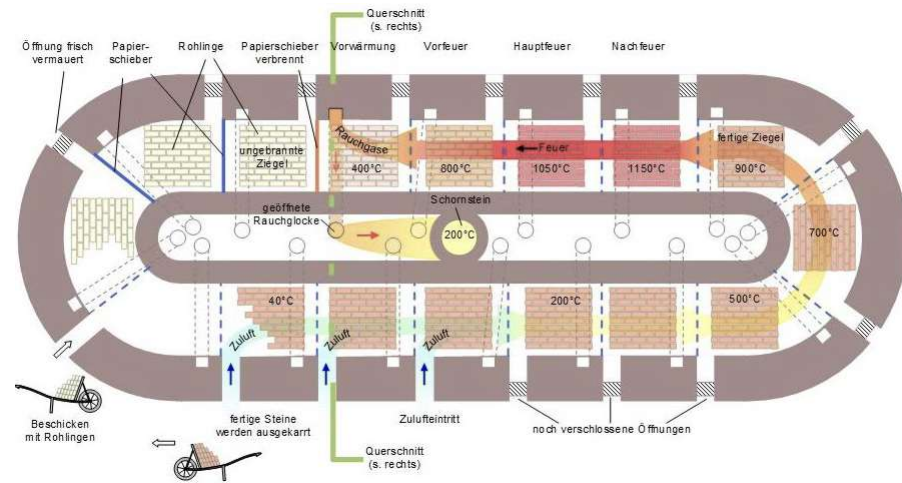 Querschnitt
(s. rechts)
Öffnung frisch
vermauert
Papier-
schieber
Rohlinge
Papierschieber
verbrennt
Vorwärmung
Vorfeuer
Hauptfeuer
Nachfeuer
ungebrannte
Ziegel
Rauchgase
400°C
800°C
Feuer
1050°C
1150°C
fertige Ziegel
900°C
geöffnete
Rauchglocke
Schornstein
200°C
700°C
40°C
200°C
500°C
Zuluft
Zuluft
Zuluft
Beschicken
mit Rohlingen
fertige Steine
werden ausgekarrt
Zulufteintritt
noch verschlossene Öffnungen
Querschnitt
(s. rechts)